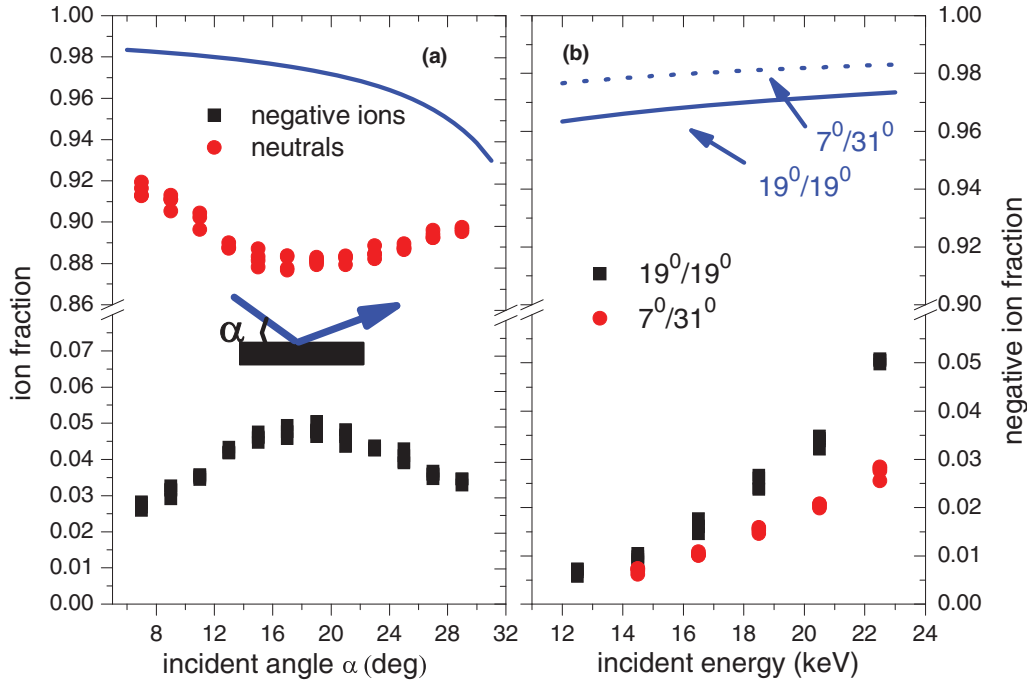 1.00
0.98
0.96
0.94
0.92
0.90
0.88
0.86
0.07
0.06
0.05
0.04
0.03
0.02
0.01
0.00
ion fraction
(a)
negative ions
neutrals
α
8 12 16 20 24 28 32
incident angle α (deg)
(b)
7⁰/31⁰
19⁰/19⁰
19⁰/19⁰
7⁰/31⁰
12 14 16 18 20 22 24
incident energy (keV)
1.00
0.98
0.96
0.94
0.92
0.90
0.05
0.04
0.03
0.02
0.01
0.00
negative ion fraction